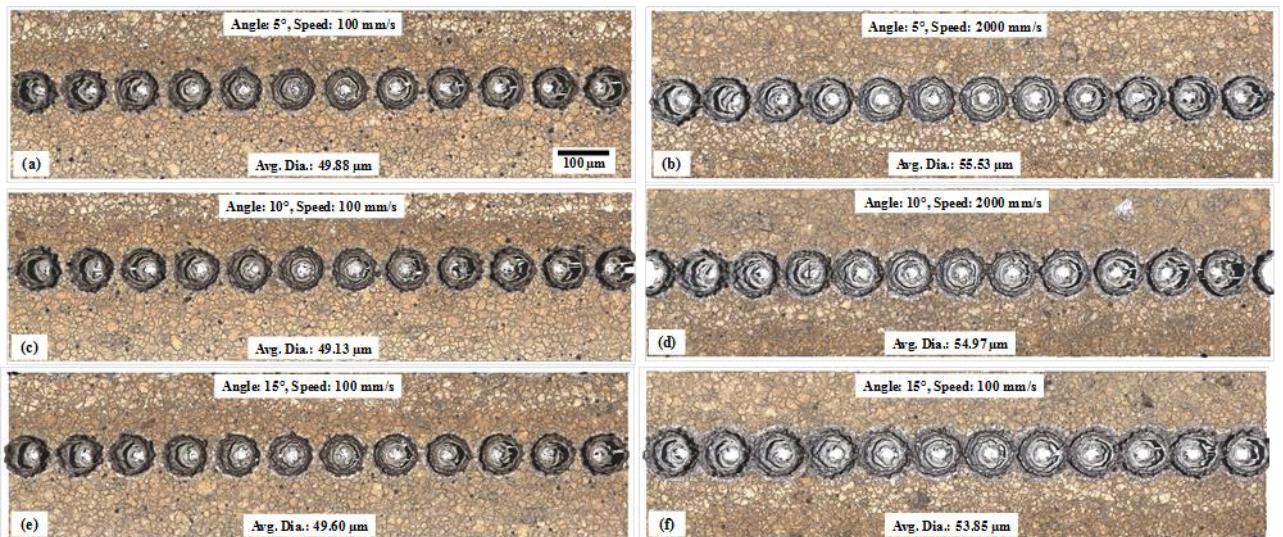 Angle: 5°, Speed: 100 mm/s
(a)
Avg. Dia.: 49.88 µm
100 µm
Angle: 5°, Speed: 2000 mm/s
(b)
Avg. Dia.: 55.53 µm
Angle: 10°, Speed: 100 mm/s
(c)
Avg. Dia.: 49.13 µm
Angle: 10°, Speed: 2000 mm/s
(d)
Avg. Dia.: 54.97 µm
Angle: 15°, Speed: 100 mm/s
(e)
Avg. Dia.: 49.60 µm
Angle: 15°, Speed: 100 mm/s
(f)
Avg. Dia.: 53.85 µm